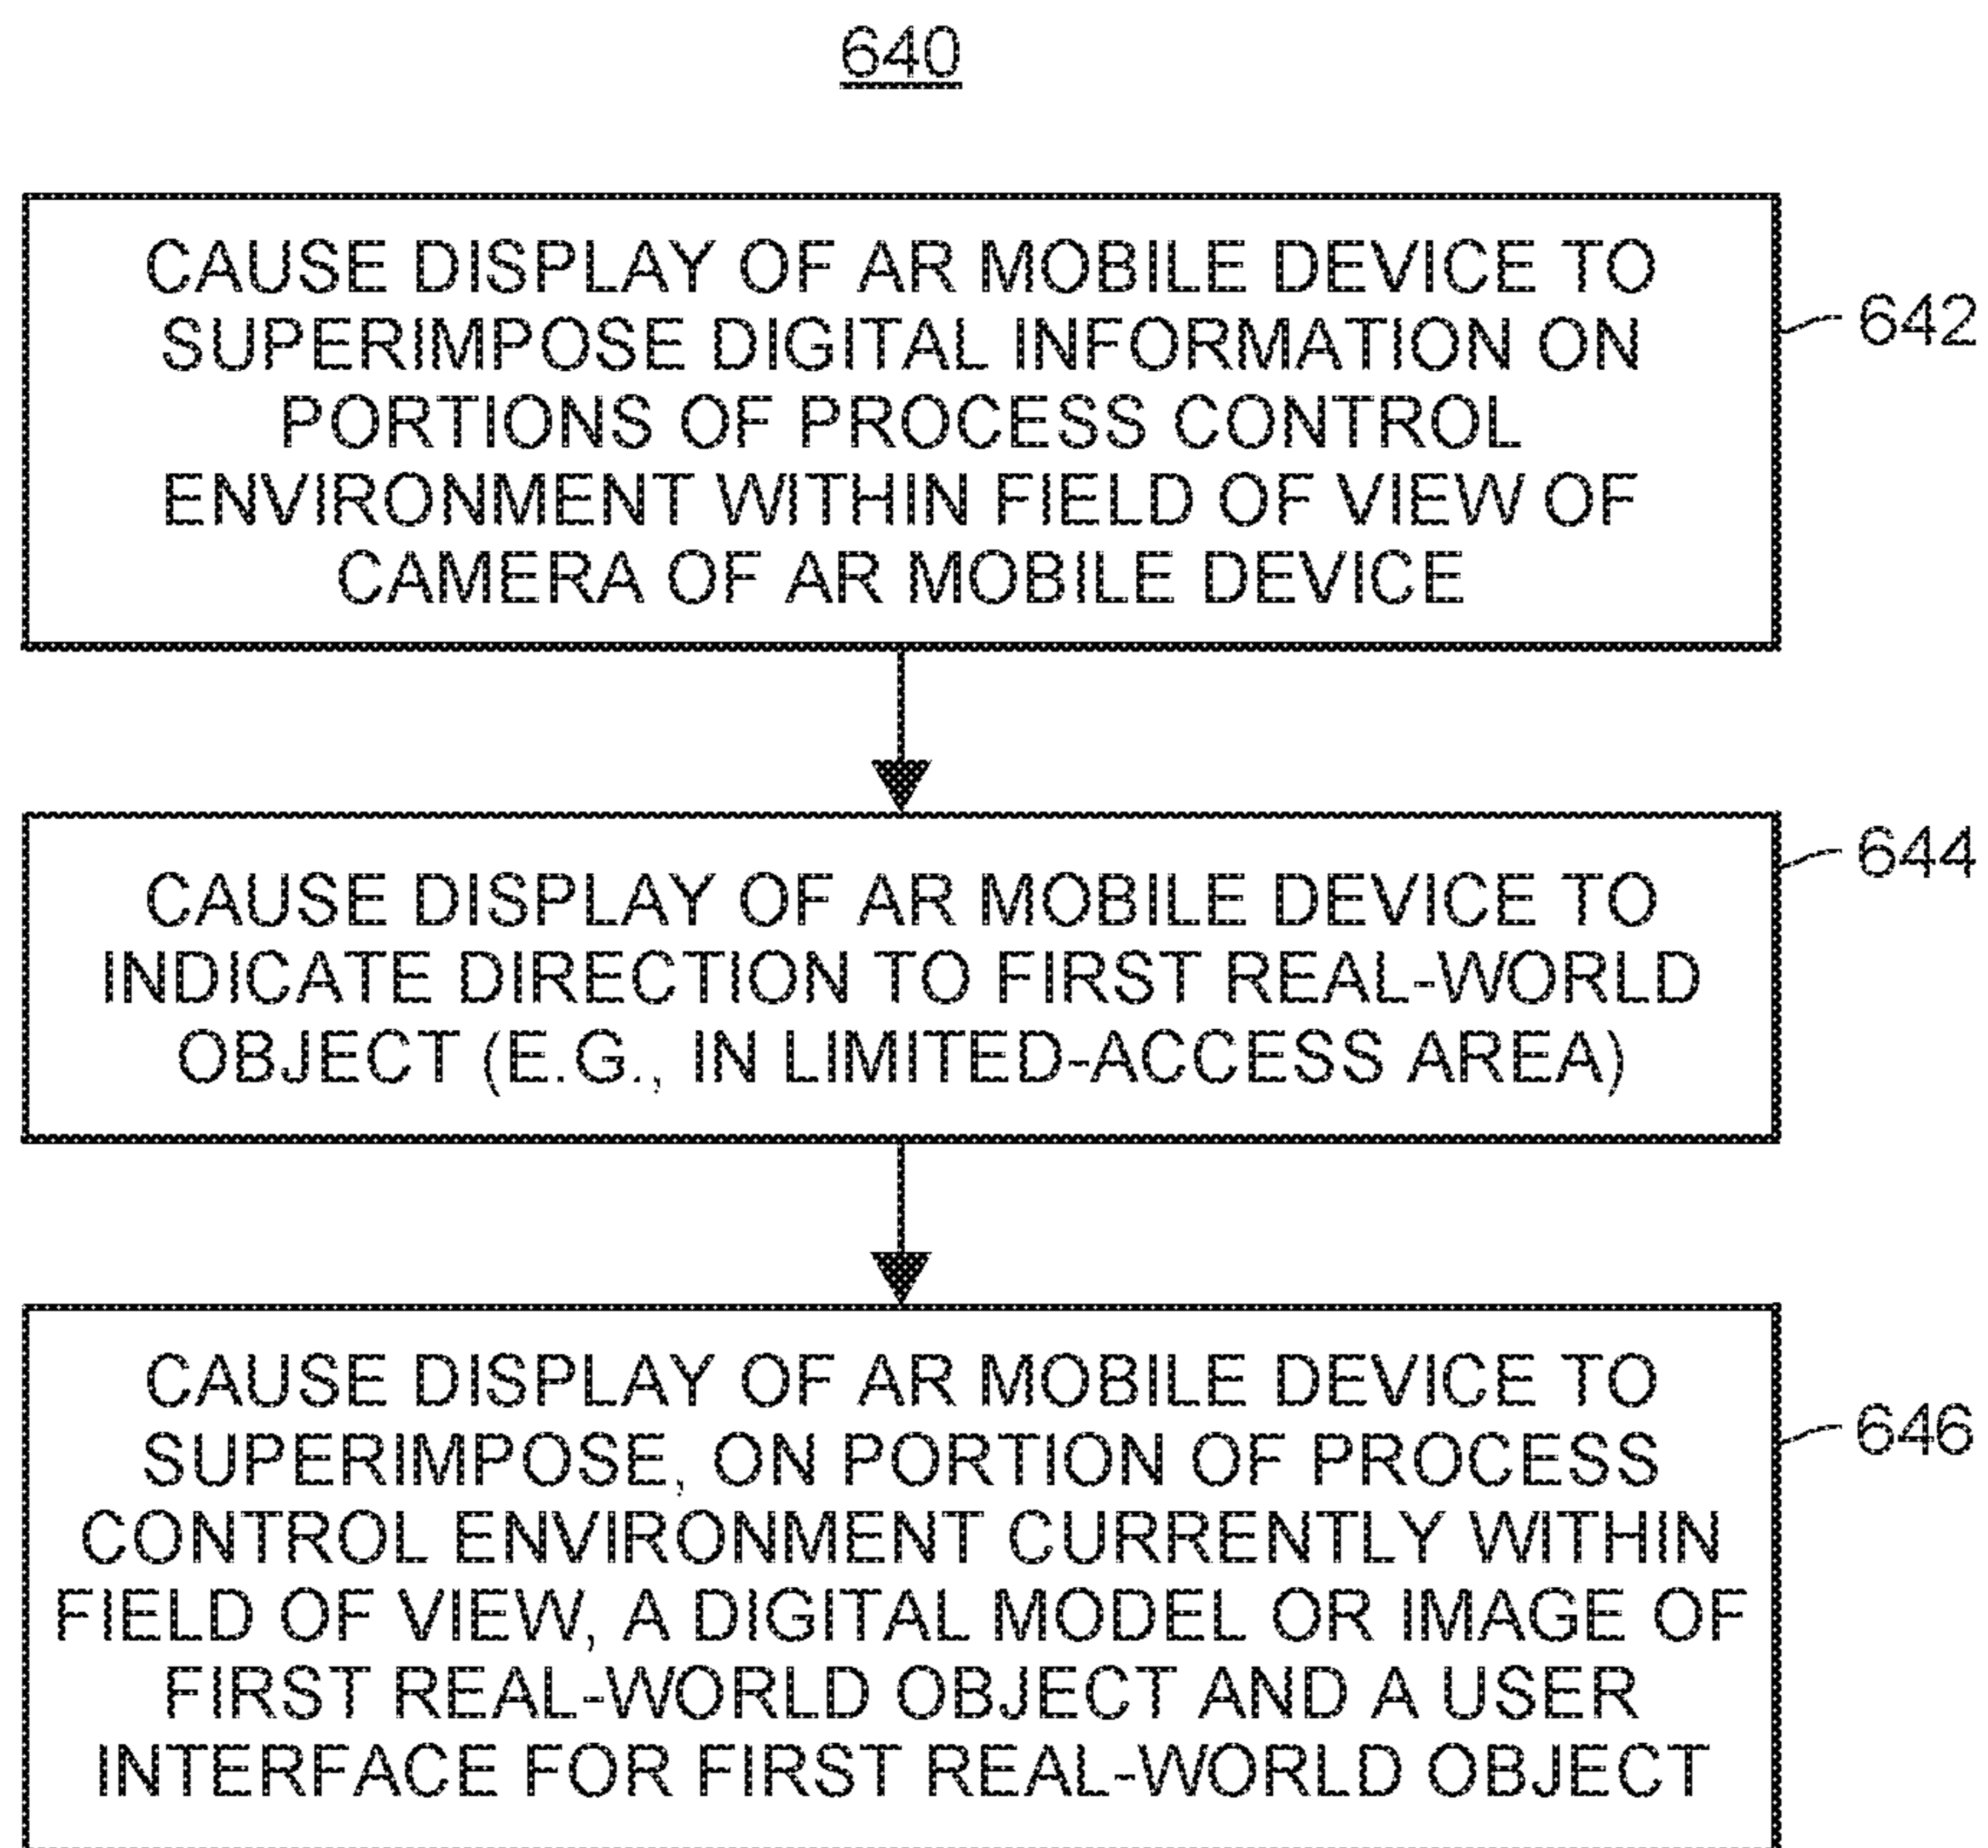 640
CAUSE DISPLAY OF AR MOBILE DEVICE TO
SUPERIMPOSE DIGITAL INFORMATION ON
PORTIONS OF PROCESS CONTROL
ENVIRONMENT WITHIN FIELD OF VIEW OF
CAMERA OF AR MOBILE DEVICE
642
CAUSE DISPLAY OF AR MOBILE DEVICE TO
INDICATE DIRECTION TO FIRST REAL-WORLD
OBJECT (E.G., IN LIMITED-ACCESS AREA)
644
CAUSE DISPLAY OF AR MOBILE DEVICE TO
SUPERIMPOSE, ON PORTION OF PROCESS
CONTROL ENVIRONMENT CURRENTLY WITHIN
FIELD OF VIEW, A DIGITAL MODEL OR IMAGE OF
FIRST REAL-WORLD OBJECT AND A USER
INTERFACE FOR FIRST REAL-WORLD OBJECT
646